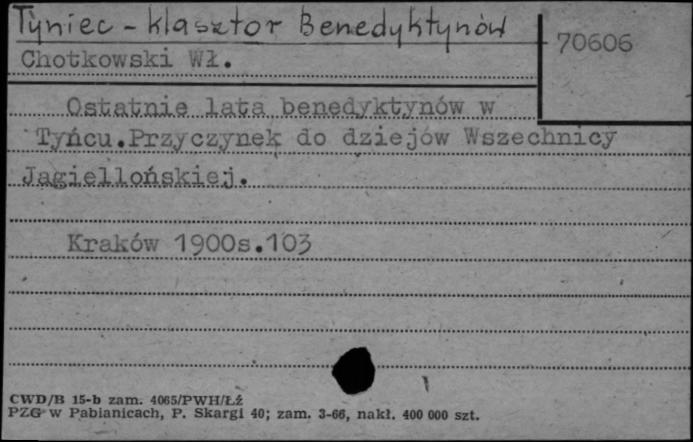 Tyniec - klasztor Benedyktynów
70606
Chotkowski Wł.
Ostatnie lata benedyktynów w
Tyńcu.Przyczynek do dziejów Wszechnicy
Jagiellońskiej.
Kraków 1900s.103
CWD/B 15-b zam. 4065/PWH/Łź
PZG w Pabianicach, P. Skargi 40; zam. 3-66, nakł. 400 000 szt.